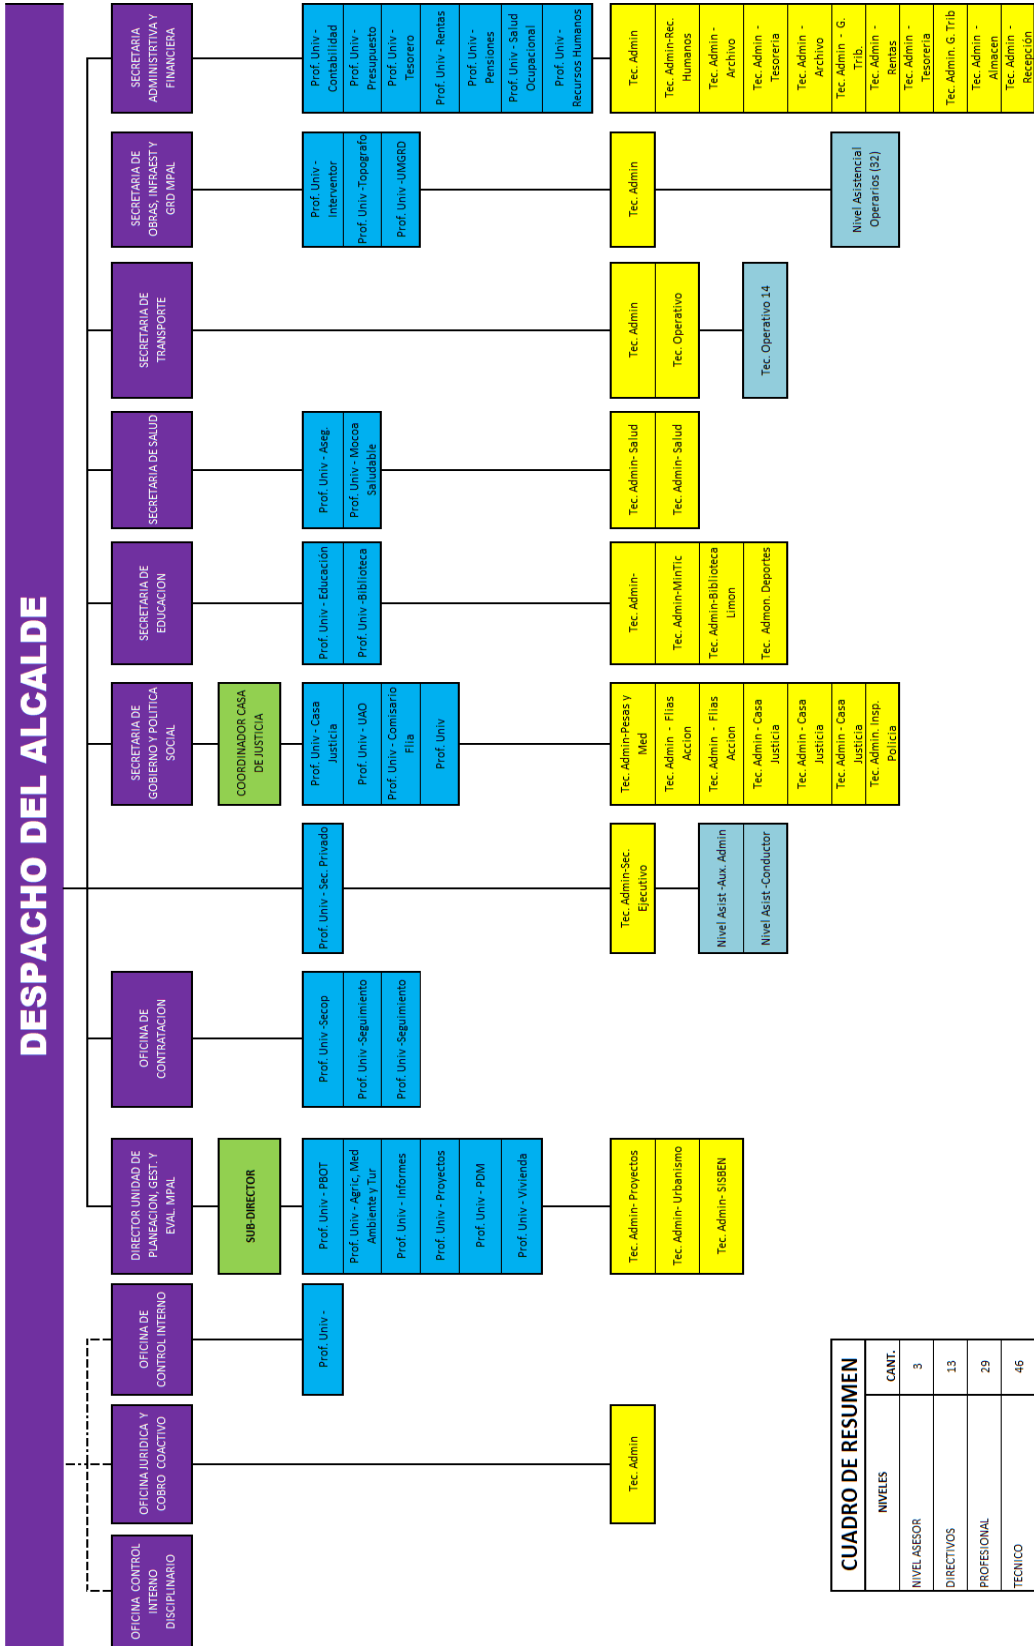 DESPACHO DEL ALCALDE
OFICINA CONTROL
INTERNO
DISCIPLINARIO
OFICINA JURIDICA Y
COBRO COACTIVO
OFICINA DE
CONTROL INTERNO
DIRECTOR UNIDAD DE
PLANEACION, GEST. Y
EVAL. MPAL
OFICINA DE
CONTRATACION
SECRETARIA DE
GOBIERNO Y POLITICA
SOCIAL
SECRETARIA DE
EDUCACION
SECRETARIA DE SALUD
SECRETARIA DE
TRANSPORTE
SECRETARIA DE
OBRAS, INFRAEST Y
GRD MPAL
SECRETARIA
ADMINISTRTIVA Y
FINANCIERA
SUB-DIRECTOR
COORDINADOR CASA
DE JUSTICIA
Prof. Univ -
Prof. Univ - PBOT
Prof. Univ - Agric, Med
Ambiente y Tur
Prof. Univ - Informes
Prof. Univ - Proyectos
Prof. Univ - PDM
Prof. Univ - Vivienda
Prof. Univ -Secop
Prof. Univ -Seguimiento
Prof. Univ -Seguimiento
Prof. Univ - Sec. Privado
Prof. Univ - Casa
Justicia
Prof. Univ - UAO
Prof. Univ - Comisario
Flia
Prof. Univ
Prof. Univ - Educación
Prof. Univ -Biblioteca
Prof. Univ - Aseg.
Prof. Univ - Mocoa
Saludable
Prof. Univ -
Interventor
Prof. Univ -Topografo
Prof. Univ -UMGRD
Prof. Univ -
Contabilidad
Prof. Univ -
Presupuesto
Prof. Univ -
Tesorero
Prof. Univ - Rentas
Prof. Univ -
Pensiones
Prof. Univ - Salud
Ocupacional
Prof. Univ -
Recursos Humanos
Tec. Admin
Tec. Admin- Proyectos
Tec. Admin- Urbanismo
Tec. Admin- SISBEN
Tec. Admin-Sec.
Ejecutivo
Nivel Asist -Aux. Admin
Nivel Asist -Conductor
Tec. Admin-Pesas y
Med
Tec. Admin - Flias
Accion
Tec. Admin - Flias
Accion
Tec. Admin - Casa
Justicia
Tec. Admin - Casa
Justicia
Tec. Admin - Casa
Justicia
Tec. Admin. Insp.
Policia
Tec. Admin-
Tec. Admin-MinTic
Tec. Admin-Biblioteca
Limon
Tec. Admon. Deportes
Tec. Admin- Salud
Tec. Admin- Salud
Tec. Admin
Tec. Operativo
Tec. Operativo 14
Tec. Admin
Nivel Asistencial
Operarios (32)
Tec. Admin
Tec. Admin-Rec.
Humanos
Tec. Admin -
Archivo
Tec. Admin -
Tesoreria
Tec. Admin -
Archivo
Tec. Admin - G.
Trib.
Tec. Admin -
Rentas
Tec. Admin -
Tesoreria
Tec. Admin. G. Trib
Tec. Admin -
Almacen
Tec. Admin -
Recepción
CUADRO DE RESUMEN
NIVELES CANT.
NIVEL ASESOR 3
DIRECTIVOS 13
PROFESIONAL 29
TECNICO 46